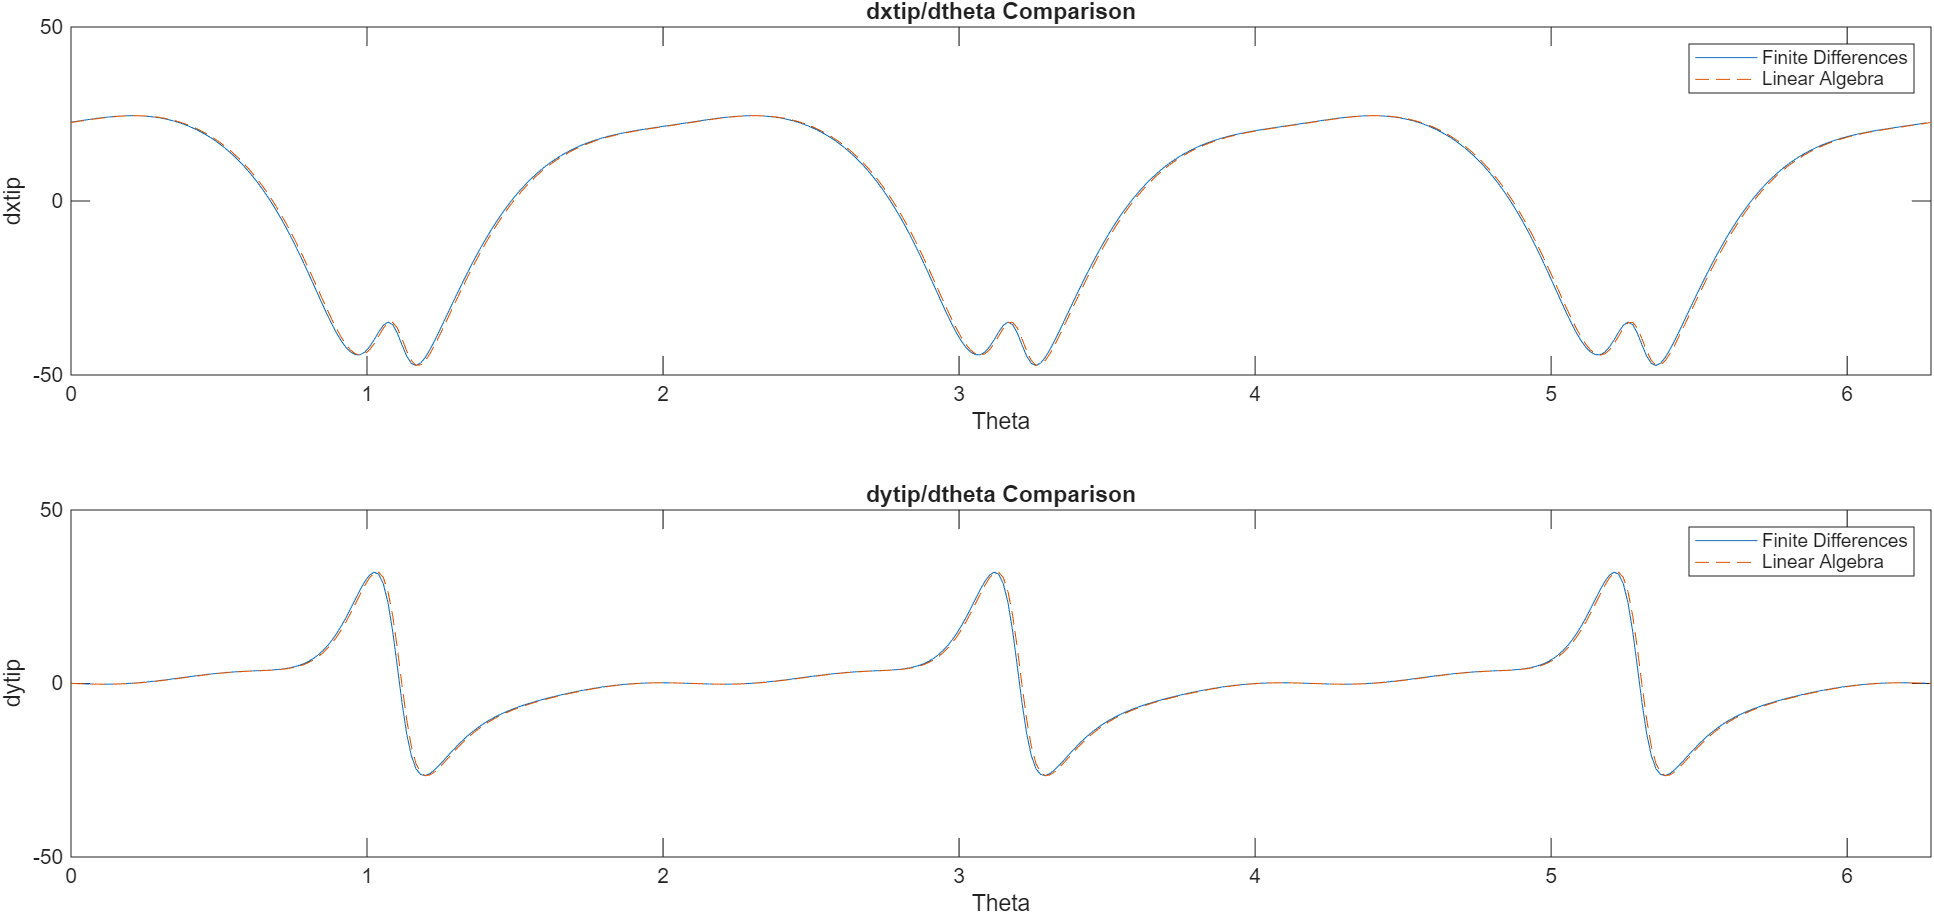 dxtip/dtheta Comparison
50
0
-50
dxtip
Finite Differences
Linear Algebra
0 1 2 3 4 5 6
Theta
dytip/dtheta Comparison
50
0
-50
dytip
Finite Differences
Linear Algebra
0 1 2 3 4 5 6
Theta